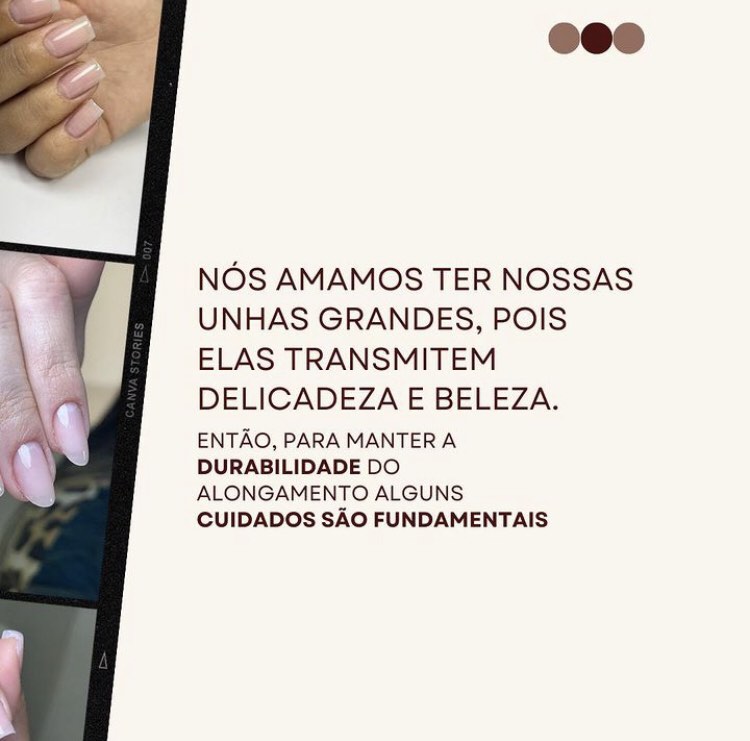 NÓS AMAMOS TER NOSSAS
UNHAS GRANDES, POIS
ELAS TRANSMITEM
DELICADEZA E BELEZA.
ENTÃO, PARA MANTER A
DURABILIDADE DO
ALONGAMENTO ALGUNS
CUIDADOS SÃO FUNDAMENTAIS
007
CANVA STORIES